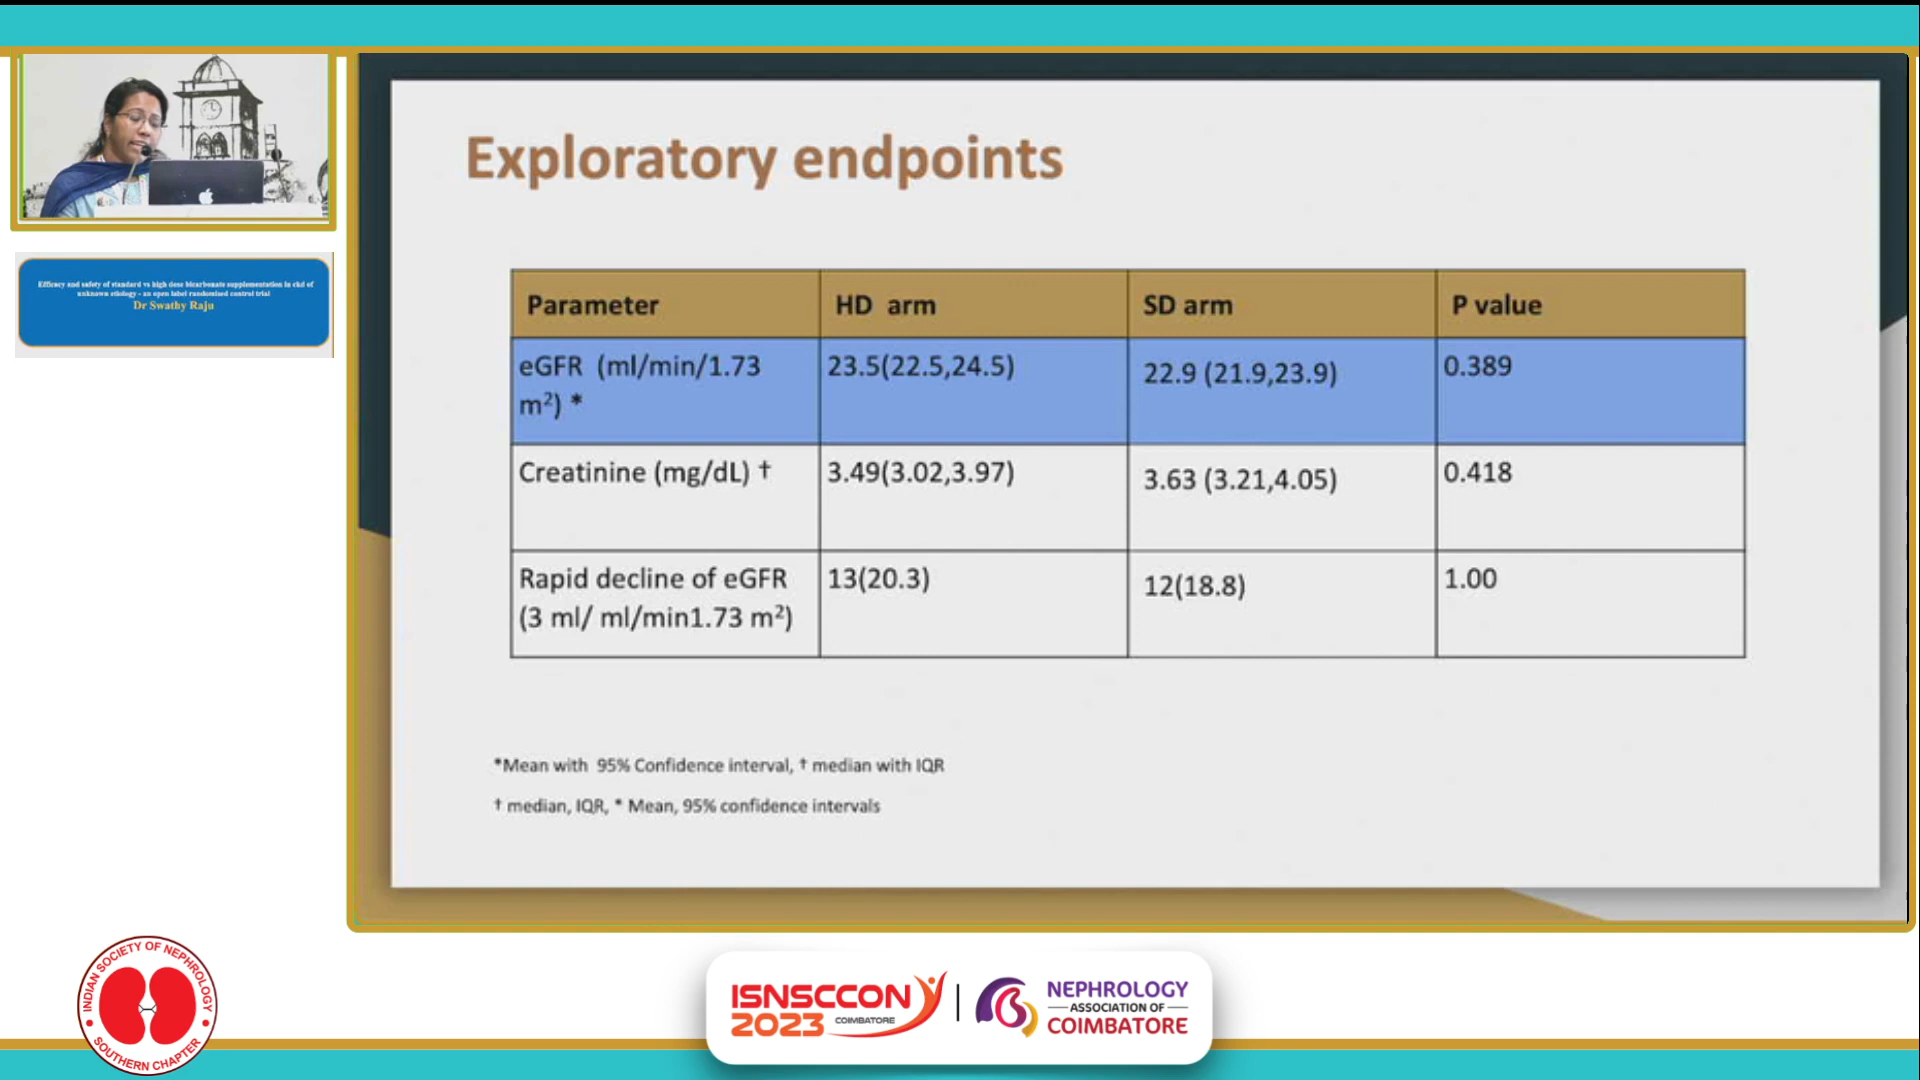 Efficacy and safety of standard vs high dose bicarbonate supplementation in ckd of
unknown etiology - an open label randomised control trial
Dr Swathy Raju
Exploratory endpoints
Parameter HD arm SD arm P value
eGFR (ml/min/1.73 m²) * 23.5(22.5,24.5) 22.9 (21.9,23.9) 0.389
Creatinine (mg/dL) † 3.49(3.02,3.97) 3.63 (3.21,4.05) 0.418
Rapid decline of eGFR (3 ml/ ml/min1.73 m²) 13(20.3) 12(18.8) 1.00
*Mean with 95% Confidence interval, † median with IQR
† median, IQR, * Mean, 95% confidence intervals
INDIAN SOCIETY OF NEPHROLOGY
SOUTHERN CHAPTER
ISNSCCON
2023 COIMBATORE
NEPHROLOGY
ASSOCIATION OF
COIMBATORE